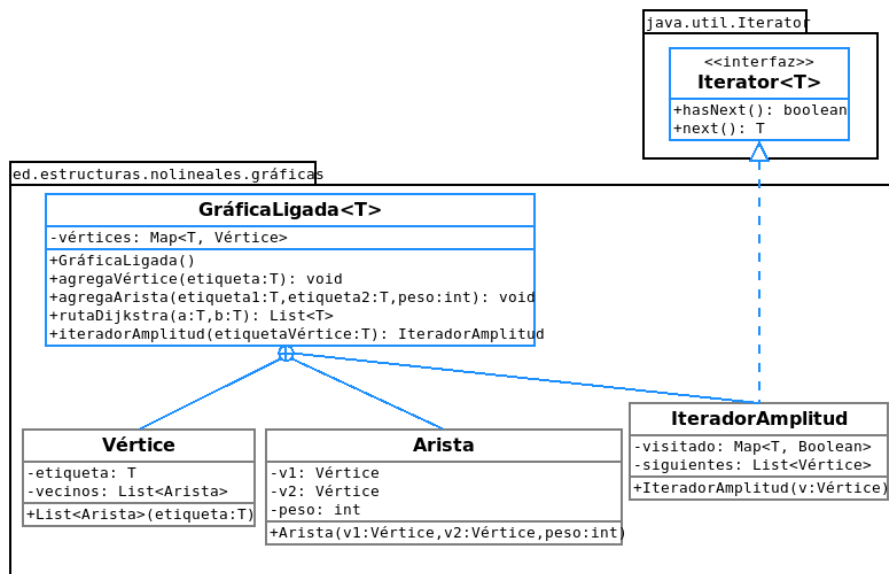 java.util.Iterator
<<interfaz>>
Iterator<T>
+hasNext(): boolean
+next(): T
ed.estructuras.nolineales.gráficas
GráficaLigada<T>
-vértices: Map<T, Vértice>
+GráficaLigada()
+agregaVértice(etiqueta:T): void
+agregaArista(etiqueta1:T,etiqueta2:T,peso:int): void
+rutaDijkstra(a:T,b:T): List<T>
+iteradorAmplitud(etiquetaVértice:T): IteradorAmplitud
Vértice
-etiqueta: T
-vecinos: List<Arista>
+List<Arista>(etiqueta:T)
Arista
-v1: Vértice
-v2: Vértice
-peso: int
+Arista(v1:Vértice,v2:Vértice,peso:int)
IteradorAmplitud
-visitado: Map<T, Boolean>
-siguientes: List<Vértice>
+IteradorAmplitud(v:Vértice)